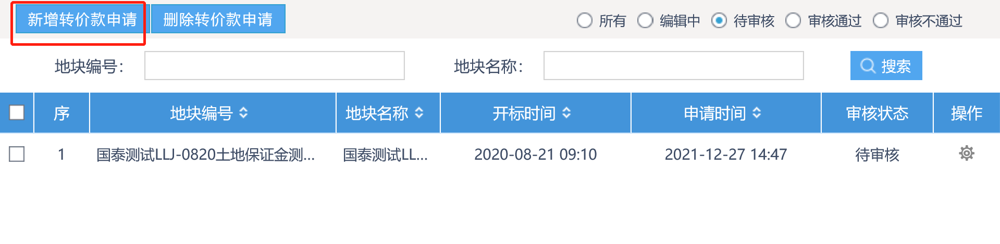 新增转价款申请 删除转价款申请 所有 编辑中 待审核 审核通过 审核不通过
地块编号： 地块名称： 搜索
序 地块编号 地块名称 开标时间 申请时间 审核状态 操作
1 国泰测试LLJ-0820土地保证金测... 国泰测试LL... 2020-08-21 09:10 2021-12-27 14:47 待审核